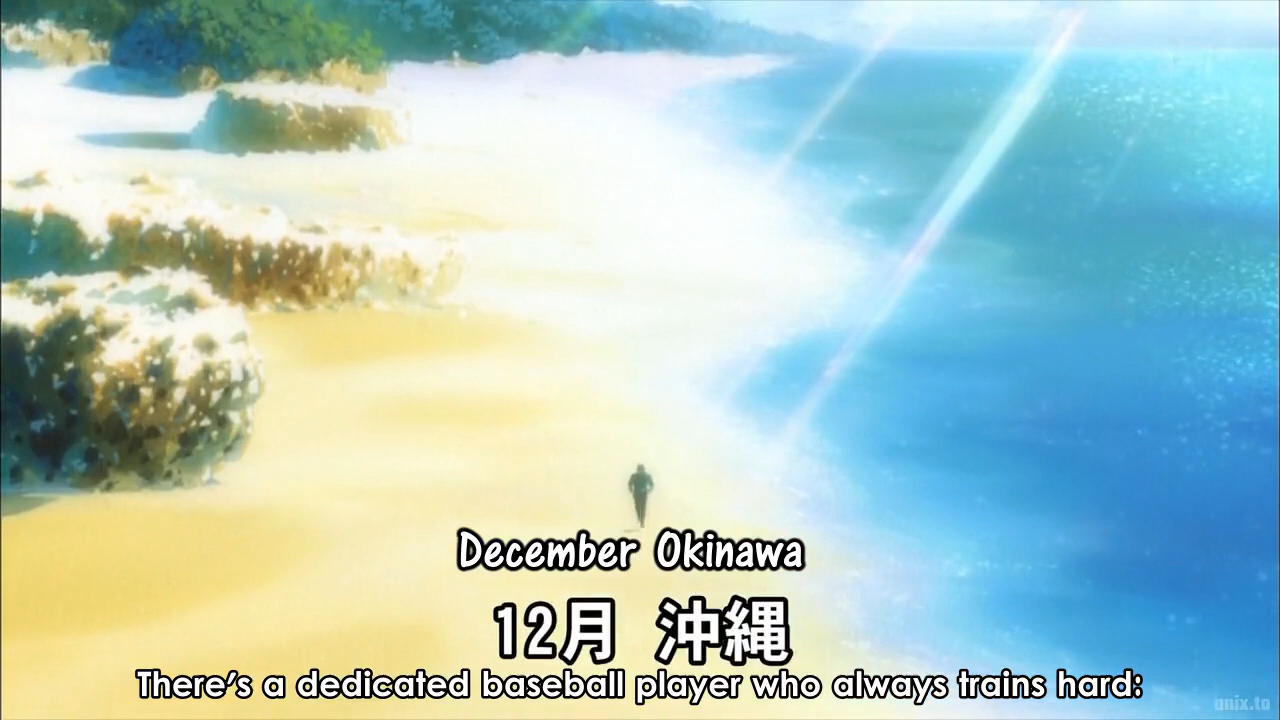 December Okinawa
12月 沖縄
There's a dedicated baseball player who always trains hard:
anix.to